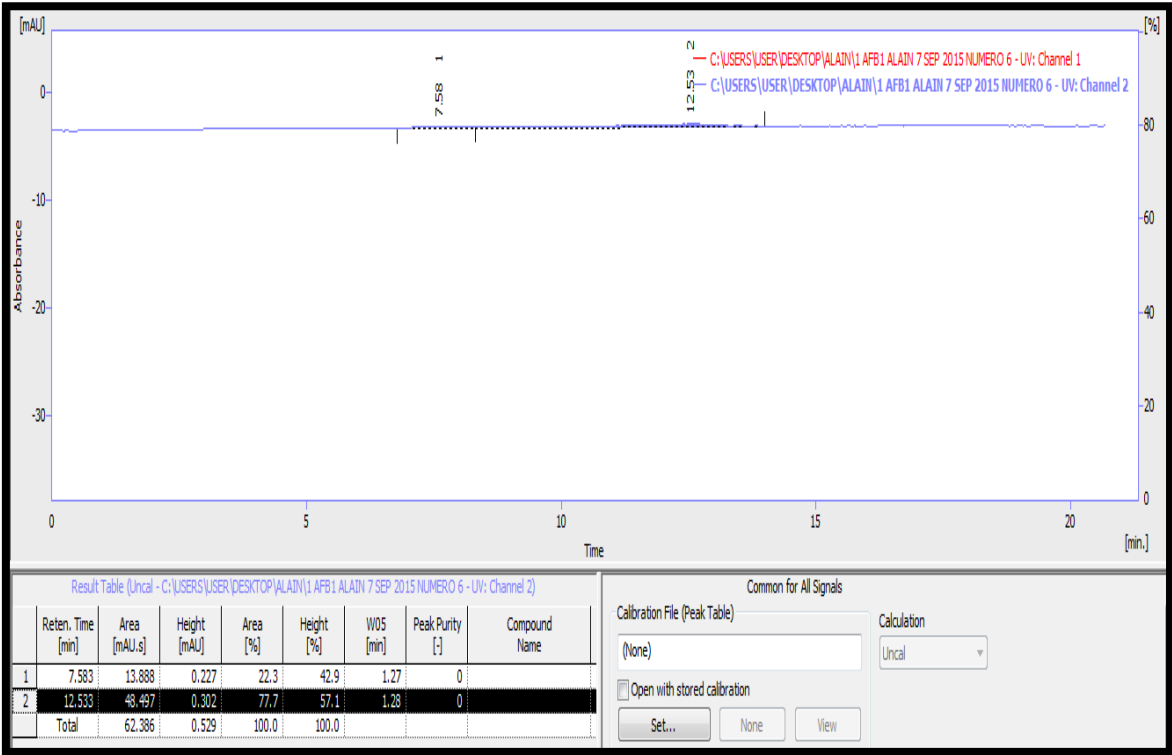 [mAU]
[%]
— C:\USERS\USER\DESKTOP\ALAIN\1 AFB1 ALAIN 7 SEP 2015 NUMERO 6 - UV: Channel 1
— C:\USERS\USER\DESKTOP\ALAIN\1 AFB1 ALAIN 7 SEP 2015 NUMERO 6 - UV: Channel 2
7.58 1
12.53 2
0
-10
-20
-30
Absorbance
80
60
40
20
0
0 5 10 15 20
Time
[min.]
Result Table (Uncal - C:\USERS\USER\DESKTOP\ALAIN\1 AFB1 ALAIN 7 SEP 2015 NUMERO 6 - UV: Channel 2)
Reten. Time [min] Area [mAU.s] Height [mAU] Area [%] Height [%] W05 [min] Peak Purity [-] Compound Name
1 7.583 13.888 0.227 22.3 42.9 1.27 0
2 12.533 48.497 0.302 77.7 57.1 1.28 0
Total 62.386 0.529 100.0 100.0
Common for All Signals
Calibration File (Peak Table)
(None)
Open with stored calibration
Set... None View
Calculation
Uncal